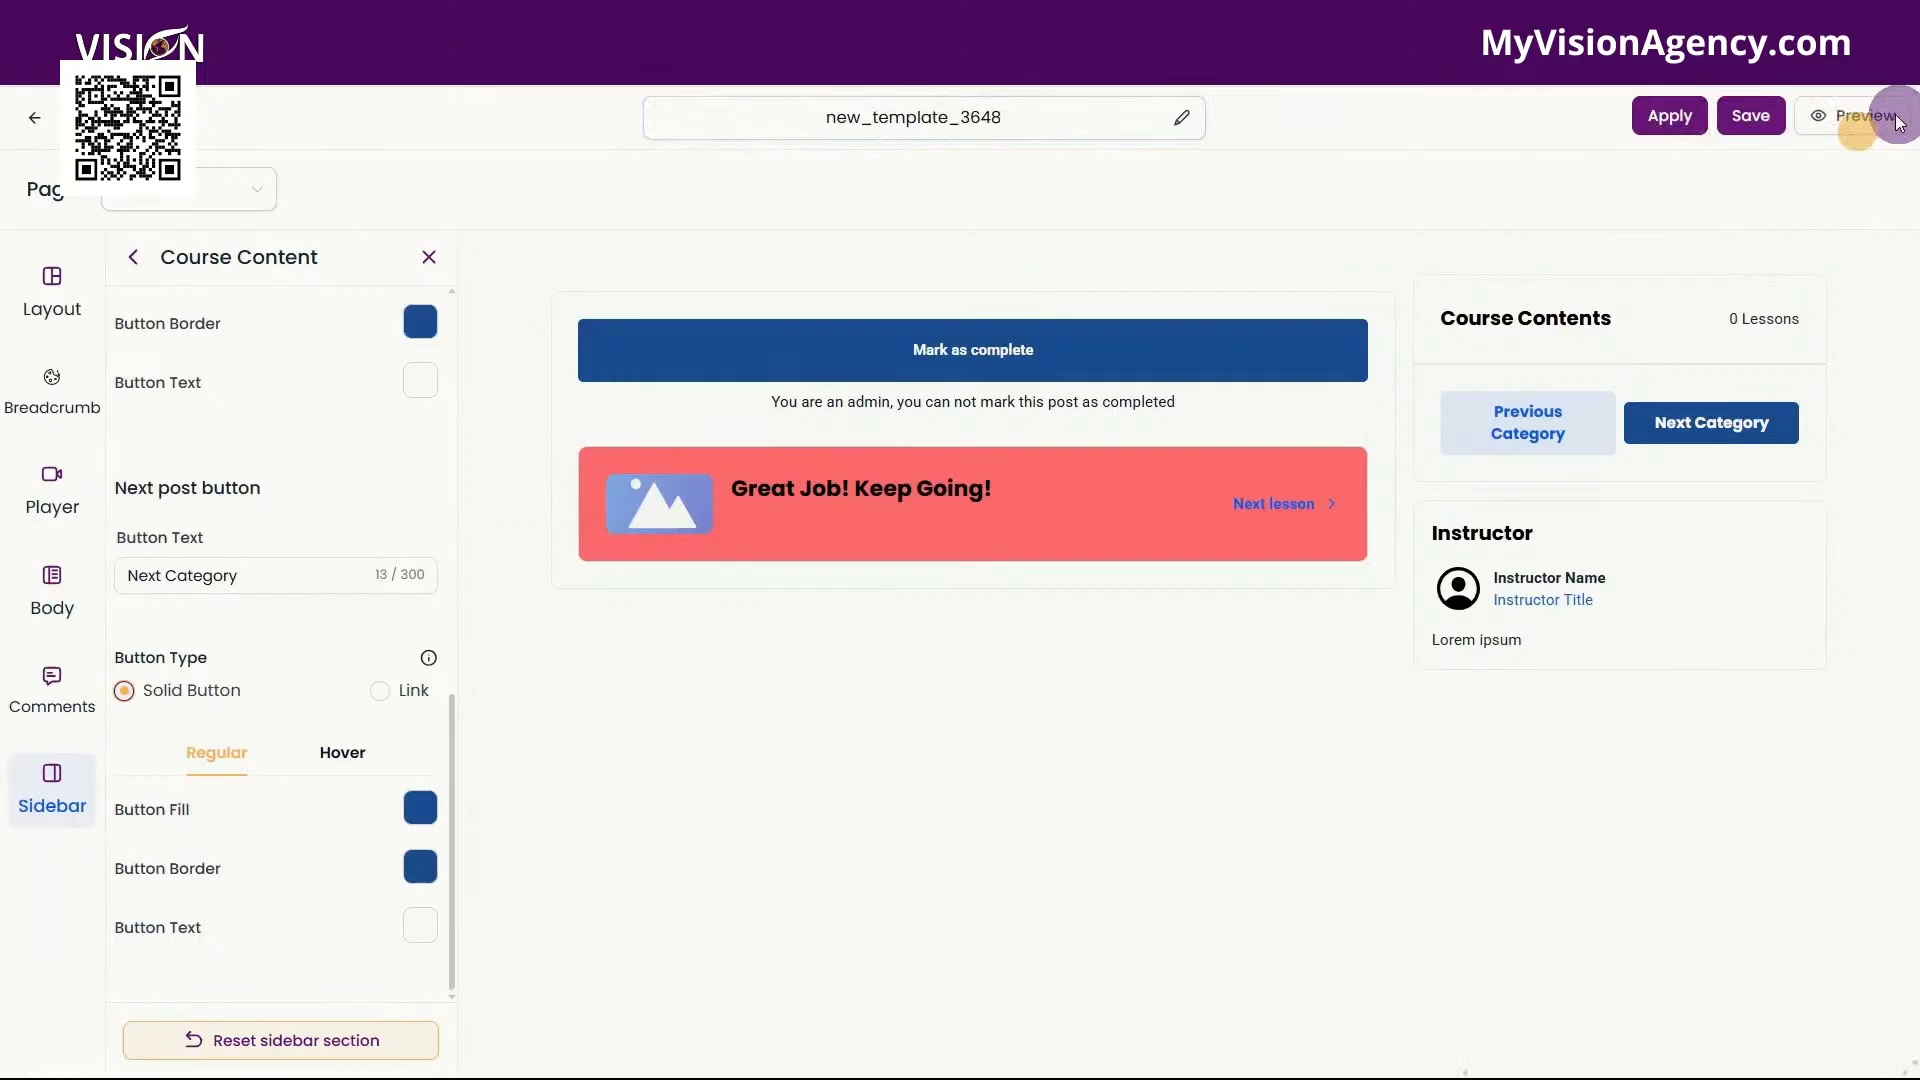 VISION
MyVisionAgency.com
new_template_3648
Apply
Save
Preview
Pag
Layout
Breadcrumb
Player
Body
Comments
Sidebar
Course Content
Button Border
Button Text
Next post button
Button Text
Next Category
13 / 300
Button Type
Solid Button
Link
Regular
Hover
Button Fill
Button Border
Button Text
Reset sidebar section
Mark as complete
You are an admin, you can not mark this post as completed
Great Job! Keep Going!
Next lesson
Course Contents
0 Lessons
Previous
Category
Next Category
Instructor
Instructor Name
Instructor Title
Lorem ipsum